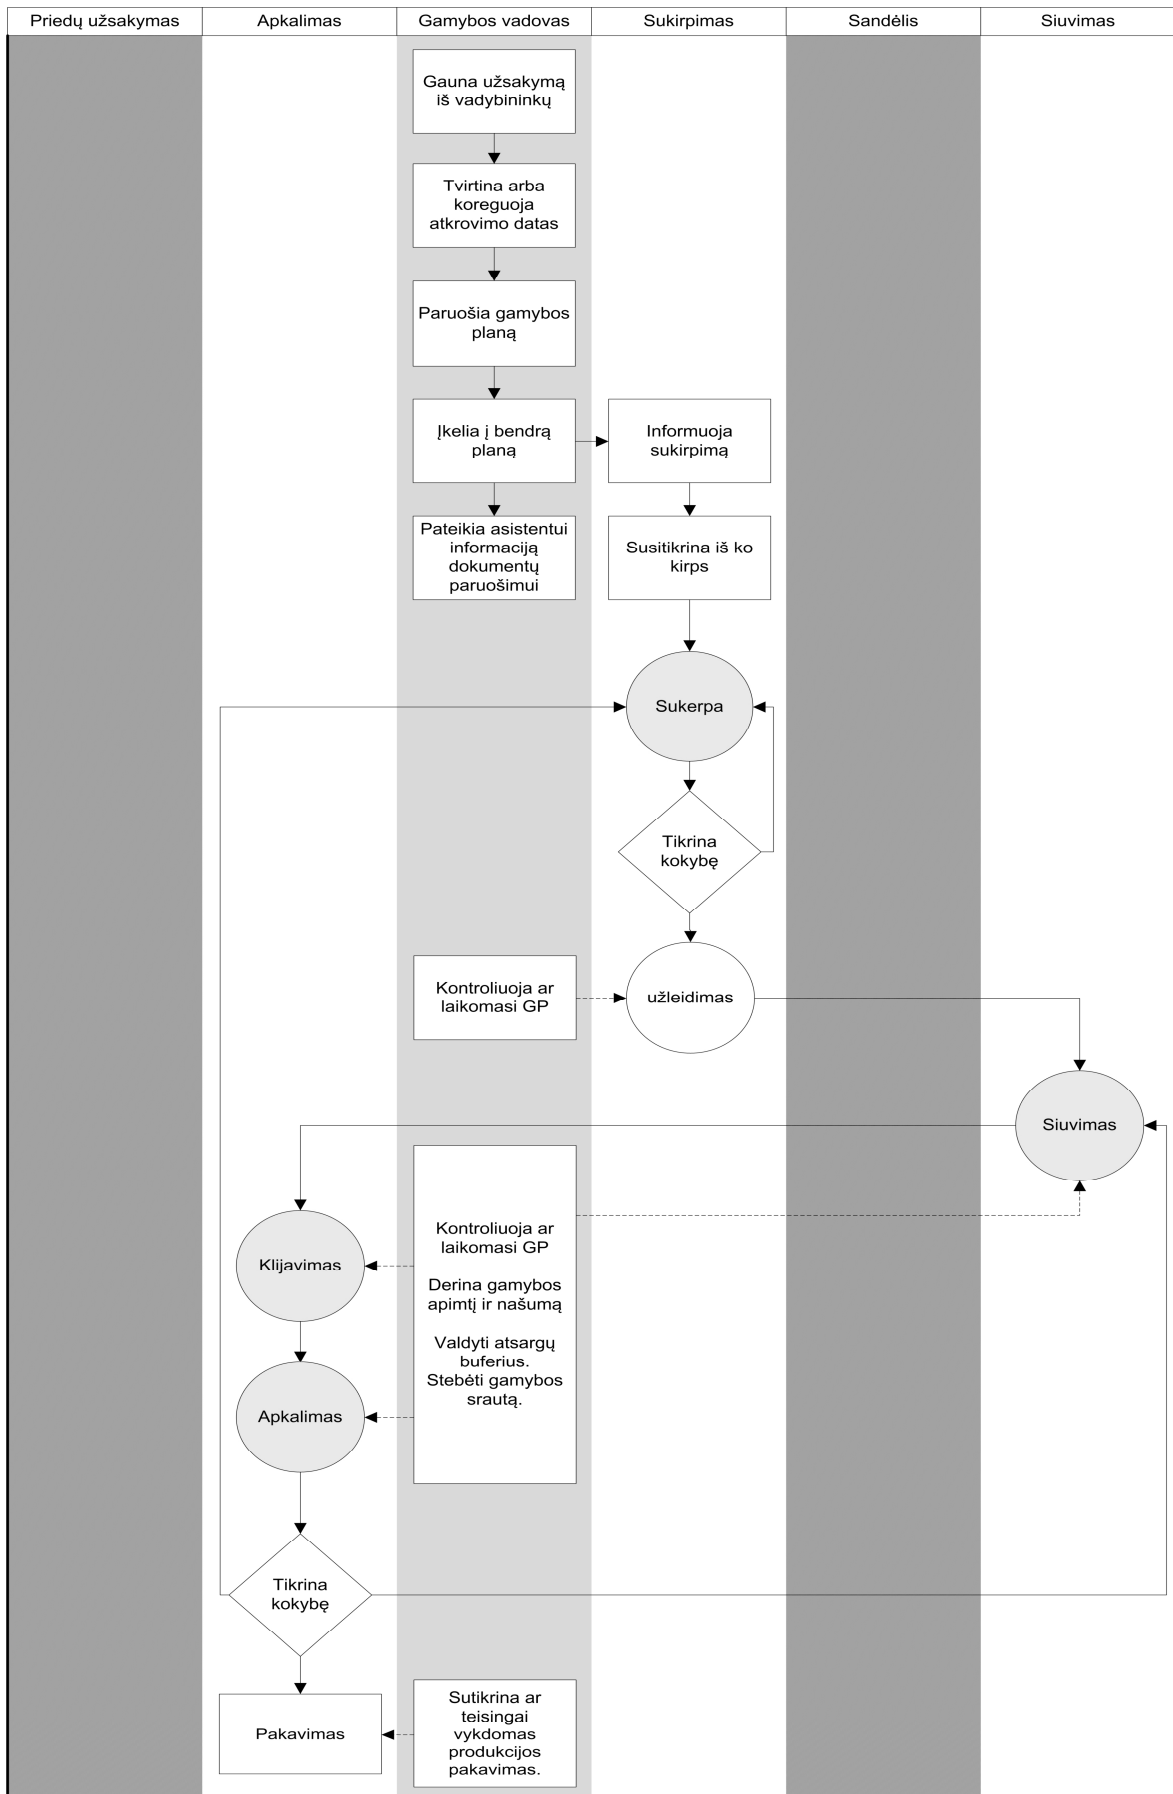 Priedų užsakymas
Apkalimas
Gamybos vadovas
Sukirpimas
Sandėlis
Siuvimas
Gauna užsakymą
iš vadybininkų
Tvirtina arba
koreguoja
atkrovimo datas
Paruošia gamybos
planą
Įkelia į bendrą
planą
Informuoja
sukirpimą
Pateikia asistentui
informaciją
dokumentų
paruošimui
Susitikrina iš ko
kirps
Sukerpa
Tikrina
kokybę
Kontroliuoja ar
laikomasi GP
užleidimas
Siuvimas
Klijavimas
Kontroliuoja ar
laikomasi GP
Derina gamybos
apimtį ir našumą
Valdyti atsargų
buferius.
Stebėti gamybos
srautą.
Apkalimas
Tikrina
kokybę
Pakavimas
Sutikrina ar
teisingai
vykdomas
produkcijos
pakavimas.